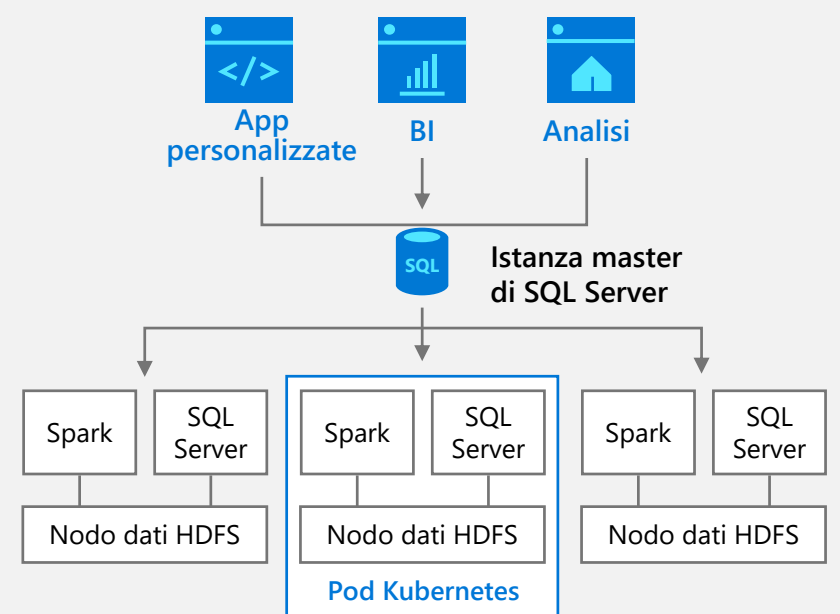 </>
App
personalizzate
BI
Analisi
SQL
Istanza master
di SQL Server
Spark
SQL
Server
Nodo dati HDFS
Spark
SQL
Server
Nodo dati HDFS
Pod Kubernetes
Spark
SQL
Server
Nodo dati HDFS